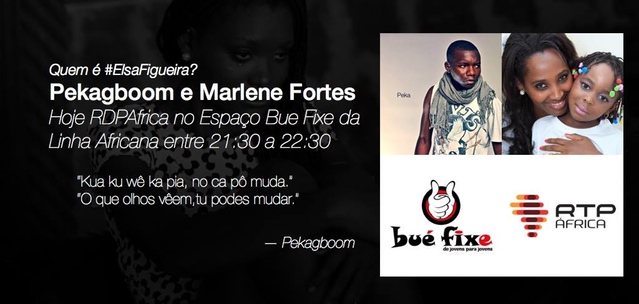 Quem é #ElsaFigueira?
Pekagboom e Marlene Fortes
Hoje RDPAfrica no Espaço Bue Fixe da
Linha Africana entre 21:30 a 22:30
"Kua ku wê ka pia, no ca pô muda."
"O que olhos vêem,tu podes mudar."
— Pekagboom
Peka
bué fixe
de jovens para jovens
RTP
ÁFRICA